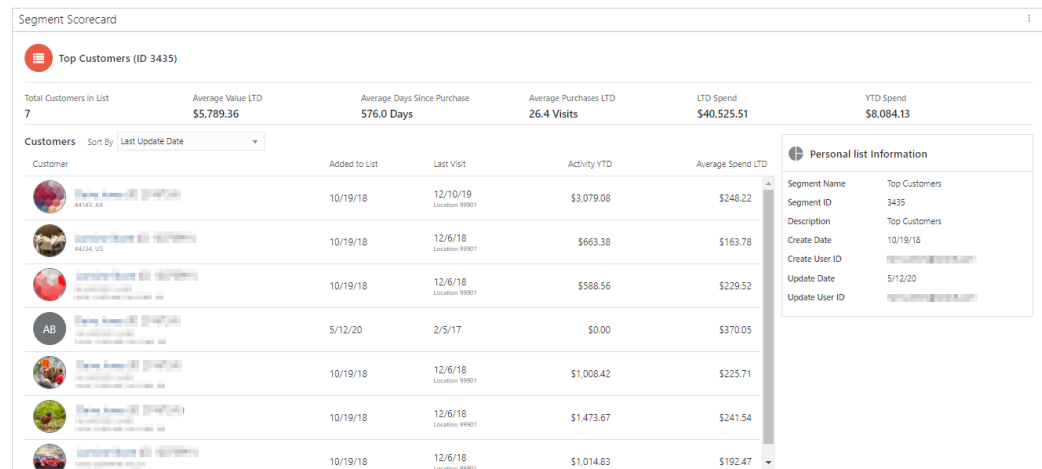 Segment Scorecard
Top Customers (ID 3435)
Total Customers in List Average Value LTD Average Days Since Purchase Average Purchases LTD LTD Spend YTD Spend
7 $5,789.36 576.0 Days 26.4 Visits $40,525.51 $8,084.13
Customers Sort By Last Update Date
Customer Added to List Last Visit Activity YTD Average Spend LTD
10/19/18 12/10/19 $3,079.08 $248.22
44143, AX Location 99901
10/19/18 12/6/18 $663.38 $163.78
44234, US Location 99901
10/19/18 12/6/18 $588.56 $229.52
Location 99901
AB 5/12/20 2/5/17 $0.00 $370.05
10/19/18 12/6/18 $1,008.42 $225.71
Location 99901
10/19/18 12/6/18 $1,473.67 $241.54
Location 99901
10/19/18 12/6/18 $1,014.83 $192.47
Location 99901
Personal list Information
Segment Name Top Customers
Segment ID 3435
Description Top Customers
Create Date 10/19/18
Create User ID
Update Date 5/12/20
Update User ID